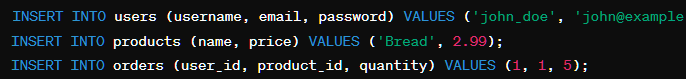 INSERT INTO users (username, email, password) VALUES ('john_doe', 'john@example
INSERT INTO products (name, price) VALUES ('Bread', 2.99);
INSERT INTO orders (user_id, product_id, quantity) VALUES (1, 1, 5);